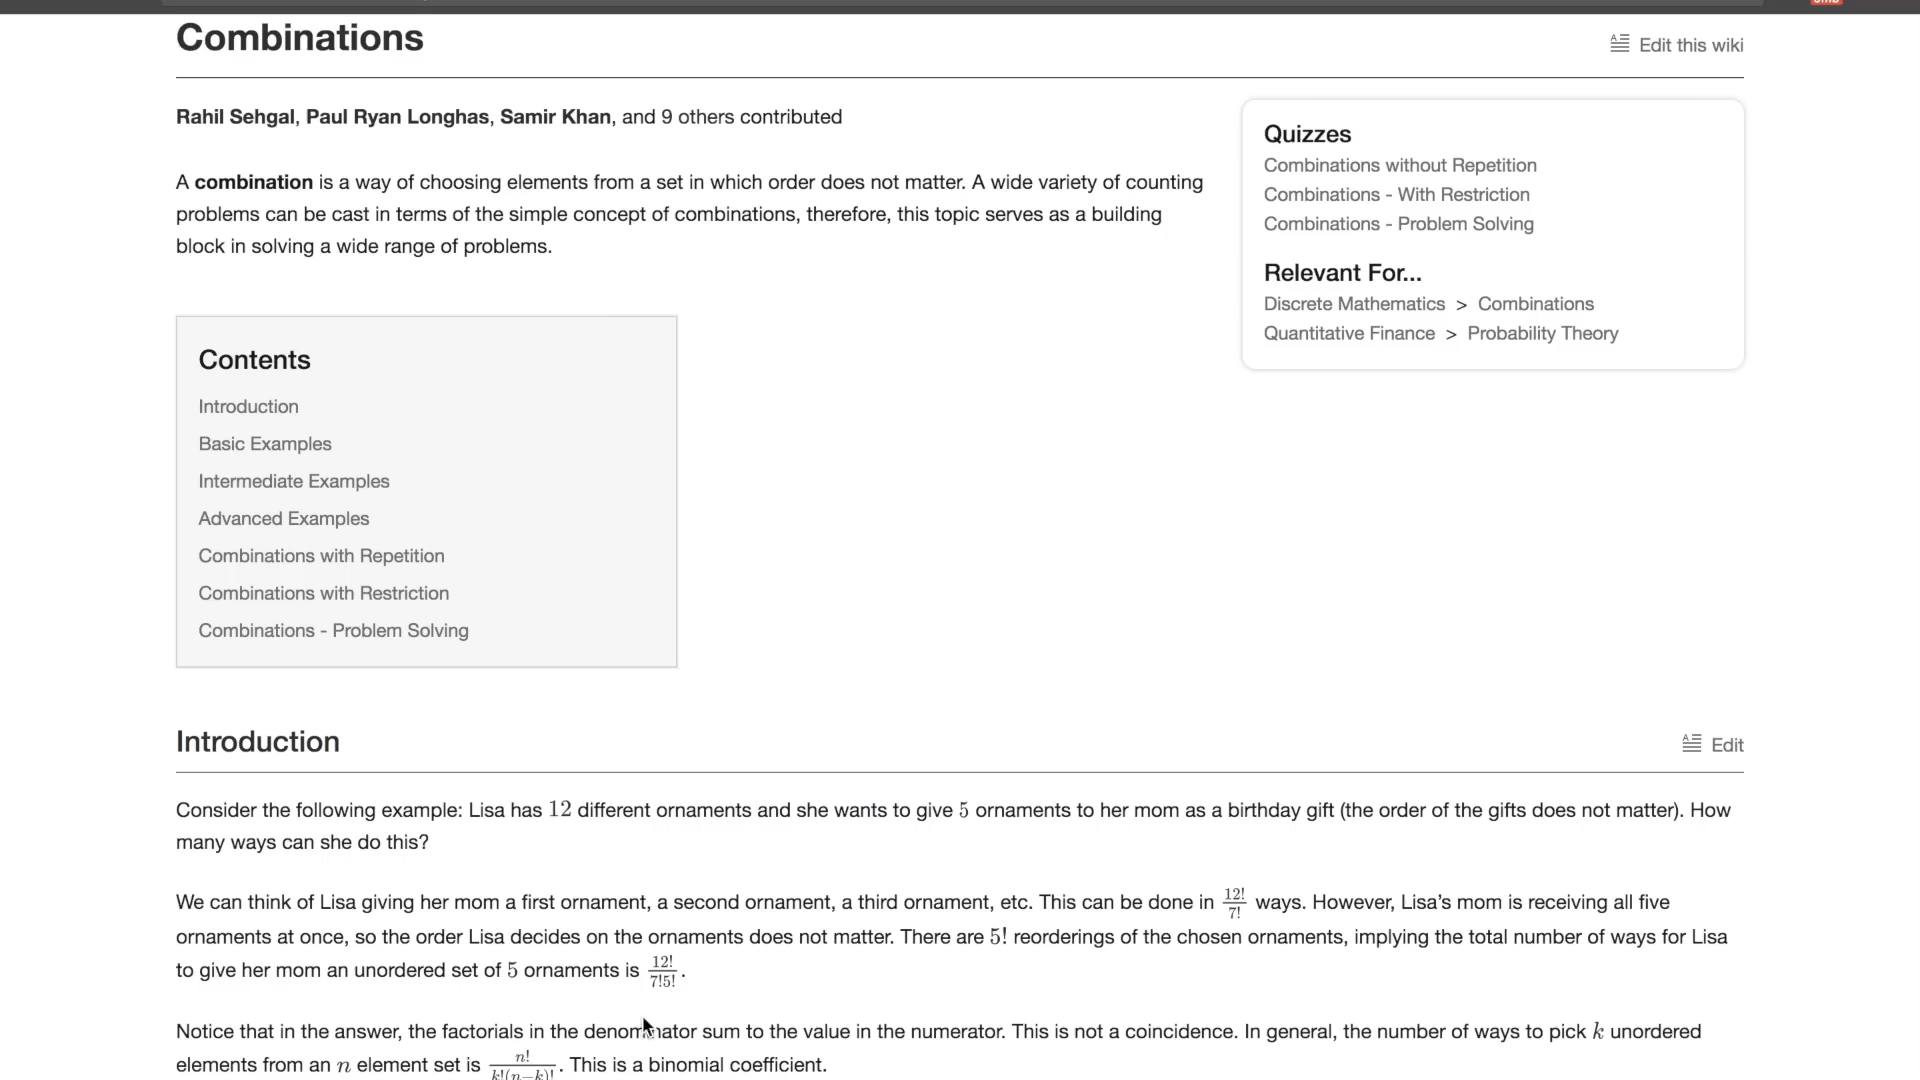 Combinations
Edit this wiki
Rahil Sehgal, Paul Ryan Longhas, Samir Khan, and 9 others contributed
A combination is a way of choosing elements from a set in which order does not matter. A wide variety of counting
problems can be cast in terms of the simple concept of combinations, therefore, this topic serves as a building
block in solving a wide range of problems.
Quizzes
Combinations without Repetition
Combinations - With Restriction
Combinations - Problem Solving
Relevant For...
Discrete Mathematics > Combinations
Quantitative Finance > Probability Theory
Contents
Introduction
Basic Examples
Intermediate Examples
Advanced Examples
Combinations with Repetition
Combinations with Restriction
Combinations - Problem Solving
Introduction
Edit
Consider the following example: Lisa has 12 different ornaments and she wants to give 5 ornaments to her mom as a birthday gift (the order of the gifts does not matter). How
many ways can she do this?
We can think of Lisa giving her mom a first ornament, a second ornament, a third ornament, etc. This can be done in 12!/7! ways. However, Lisa's mom is receiving all five
ornaments at once, so the order Lisa decides on the ornaments does not matter. There are 5! reorderings of the chosen ornaments, implying the total number of ways for Lisa
to give her mom an unordered set of 5 ornaments is 12!/7!5!.
Notice that in the answer, the factorials in the denominator sum to the value in the numerator. This is not a coincidence. In general, the number of ways to pick k unordered
elements from an n element set is n!/k!(n−k)!. This is a binomial coefficient.